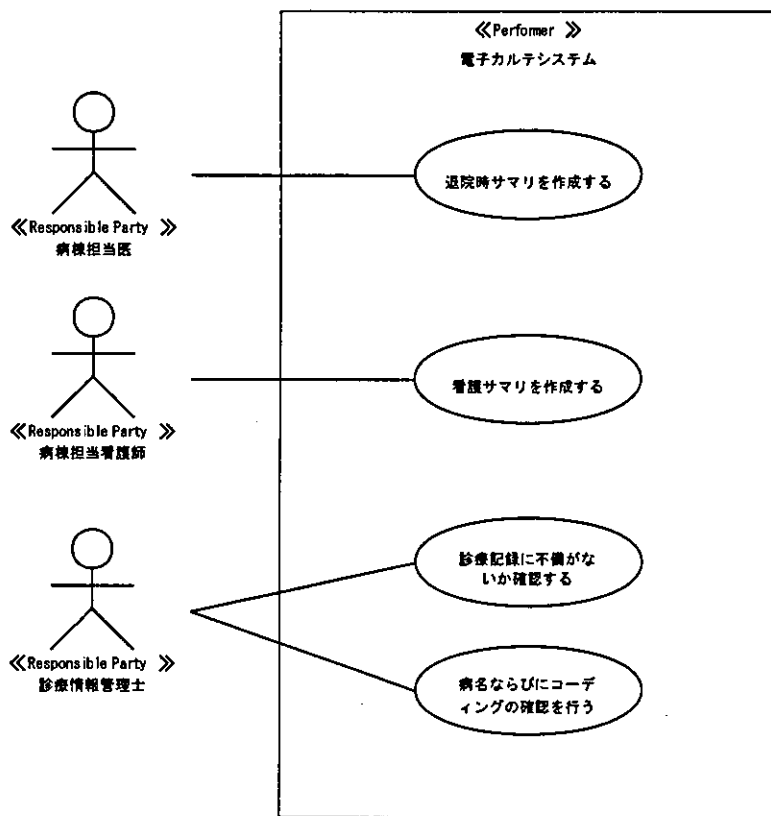 ≪Performer ≫
電子カルテシステム
退院時サマリを作成する
≪Responsible Party ≫
病棟担当医
看護サマリを作成する
≪Responsible Party ≫
病棟担当看護師
診療記録に不備がな
いか確認する
≪Responsible Party ≫
診療情報管理士
病名ならびにコーデ
ィングの確認を行う